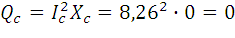 Q_c = I_c^2 X_c = 8,26^2 · 0 = 0